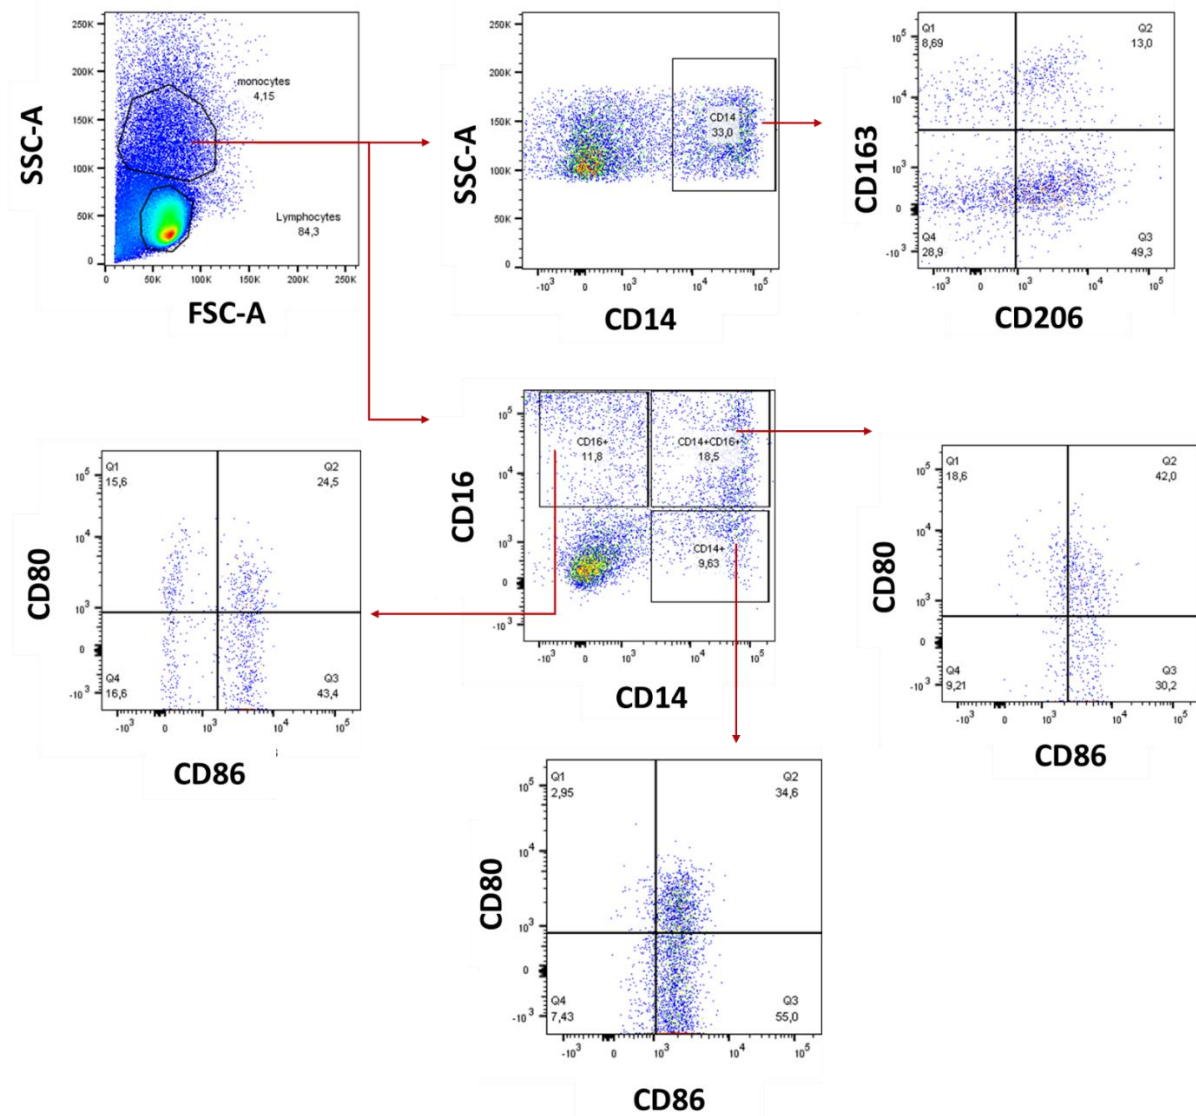 250K
200K
150K
100K
50K
0
monocytes
4,15
Lymphocytes
84,3
50K 100K 150K 200K 250K
SSC-A
FSC-A
250K
200K
150K
100K
50K
0
CD14
33,0
-10³ 0 10³ 10⁴ 10⁵
SSC-A
CD14
Q1
8,69
Q2
13,0
10⁵
10⁴
10³
0
-10³
Q4
28,9
Q3
49,3
0 10³ 10⁴ 10⁵
CD163
CD206
10⁵
10⁴
10³
0
-10³
CD16+
11,8
CD14+CD16+
18,5
CD14+
9,63
-10³ 0 10³ 10⁴ 10⁵
CD16
CD14
Q1
15,6
Q2
24,5
10⁵
10⁴
10³
0
-10³
Q4
16,6
Q3
43,4
-10³ 0 10³ 10⁴ 10⁵
CD80
CD86
Q1
18,6
Q2
42,0
10⁵
10⁴
10³
0
-10³
Q4
9,21
Q3
30,2
-10³ 0 10³ 10⁴ 10⁵
CD80
CD86
Q1
2,95
Q2
34,6
10⁵
10⁴
10³
0
-10³
Q4
7,43
Q3
55,0
-10³ 0 10³ 10⁴ 10⁵
CD80
CD86